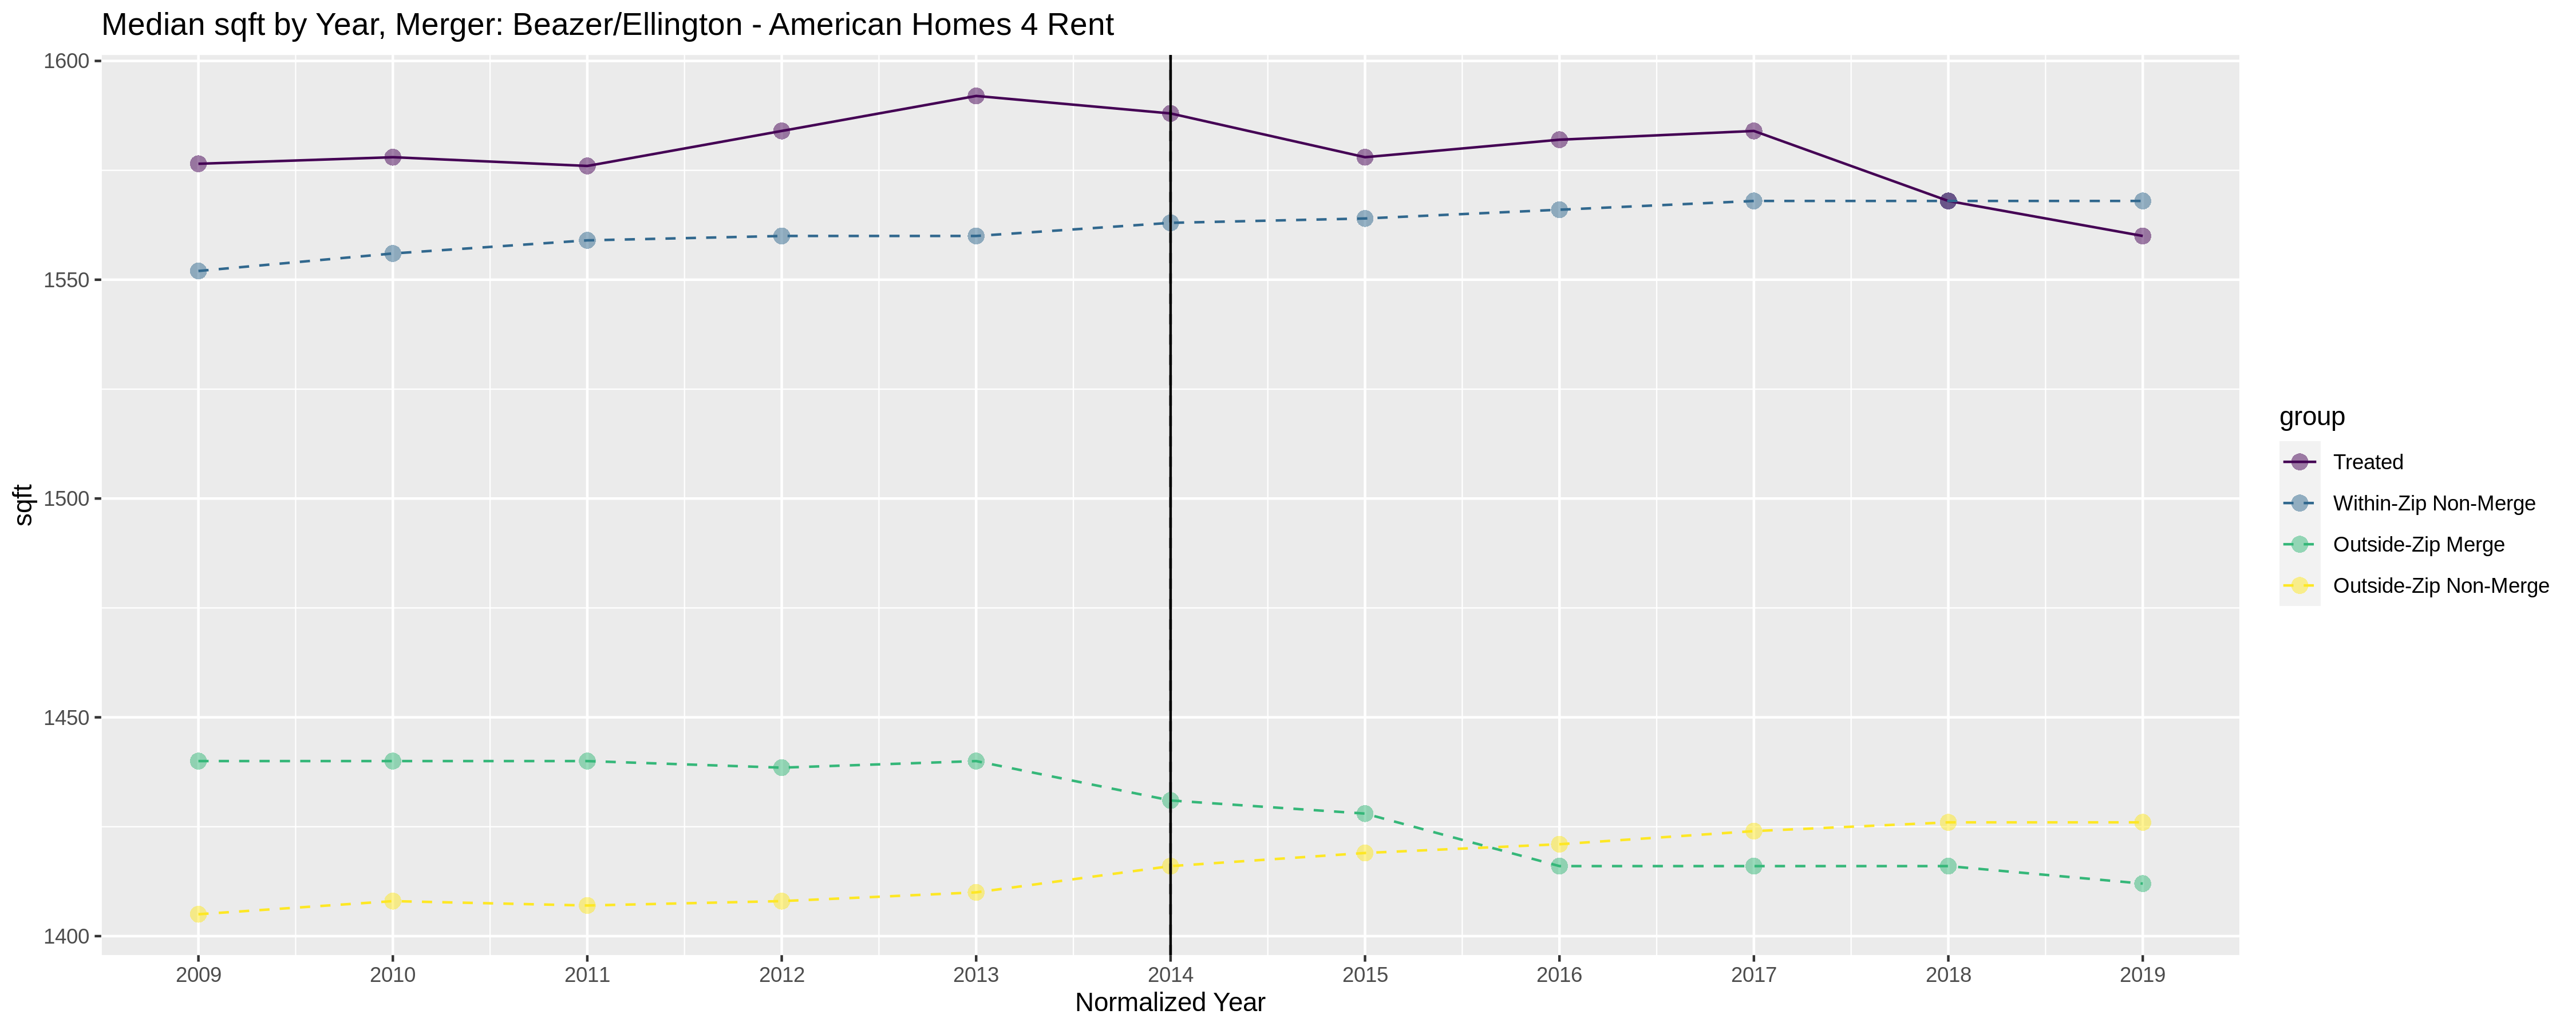 Median sqft by Year, Merger: Beazer/Ellington - American Homes 4 Rent
1600
1550
1500
1450
1400
sqft
2009 2010 2011 2012 2013 2014 2015 2016 2017 2018 2019
Normalized Year
group
Treated
Within-Zip Non-Merge
Outside-Zip Merge
Outside-Zip Non-Merge